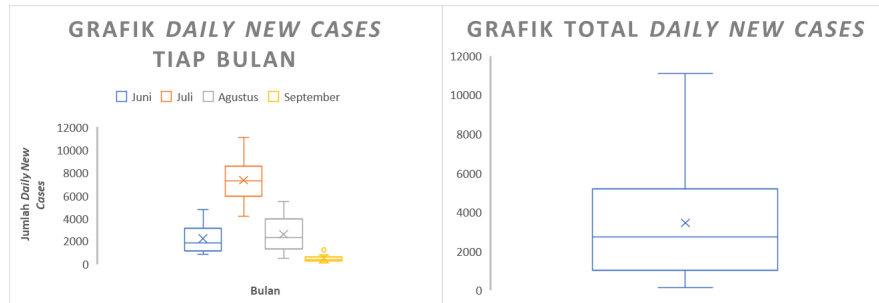 GRAFIK DAILY NEW CASES
TIAP BULAN
Juni Juli Agustus September
Jumlah Daily New
Cases
12000
10000
8000
6000
4000
2000
0
Bulan
GRAFIK TOTAL DAILY NEW CASES
12000
10000
8000
6000
4000
2000
0